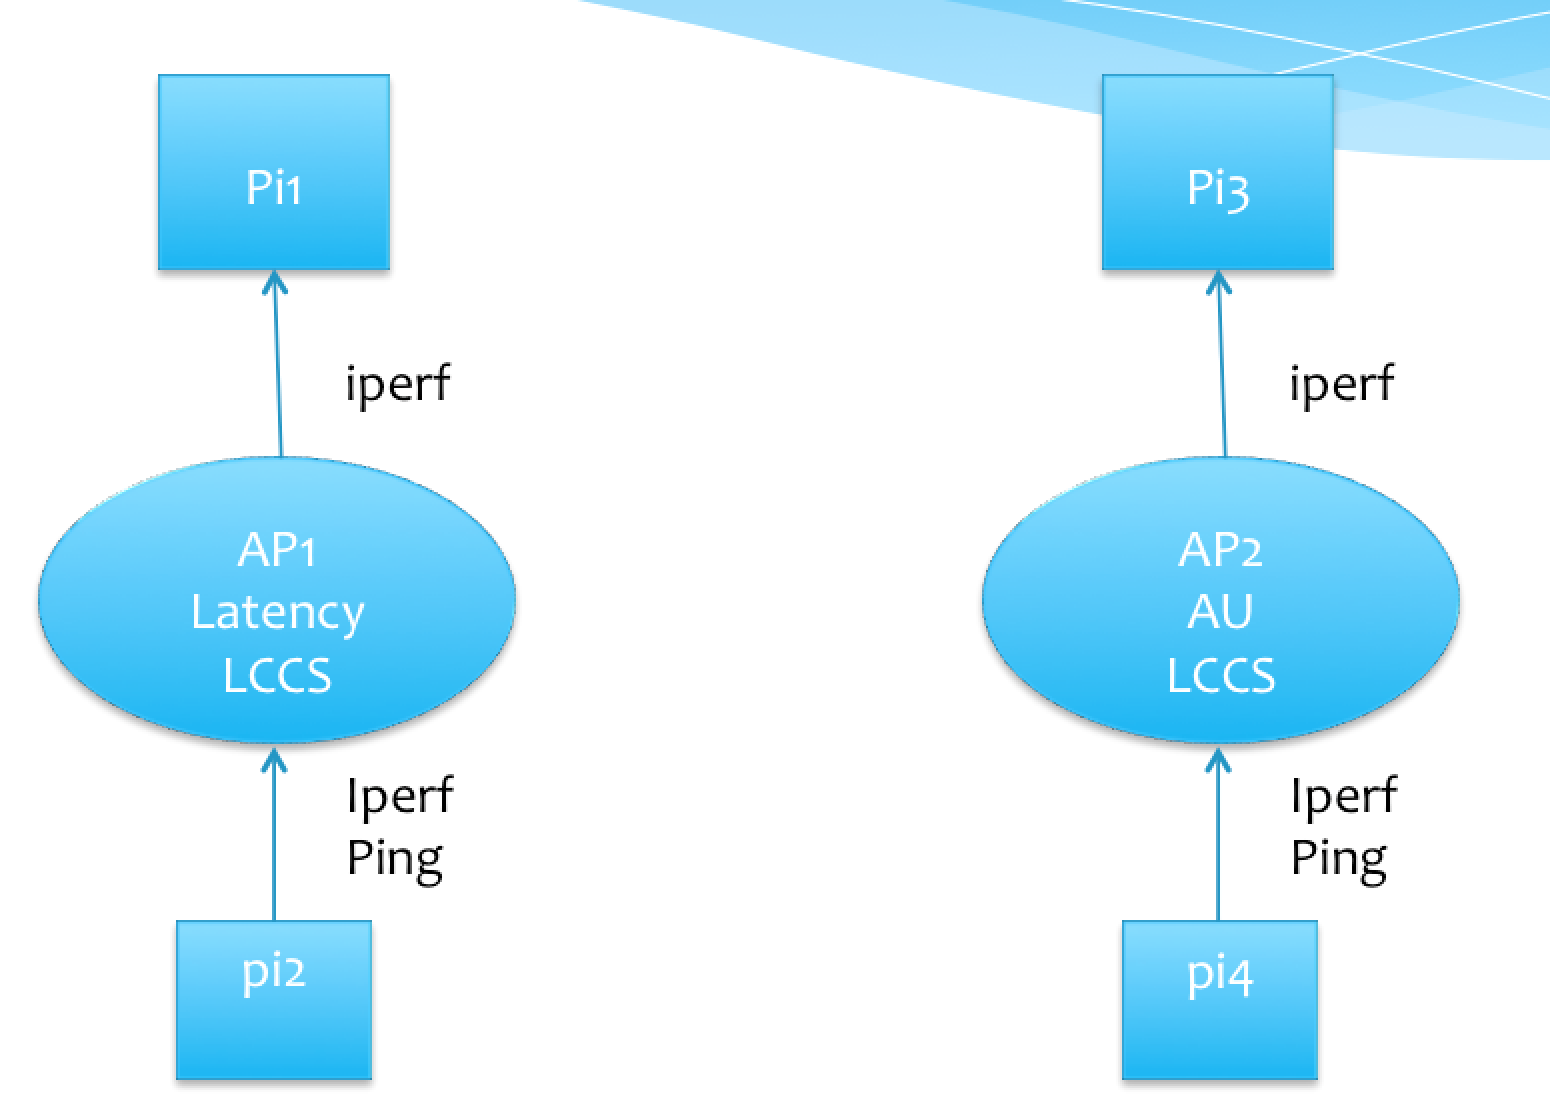 Pi1
iperf
AP1
Latency
LCCS
Iperf
Ping
pi2
Pi3
iperf
AP2
AU
LCCS
Iperf
Ping
pi4